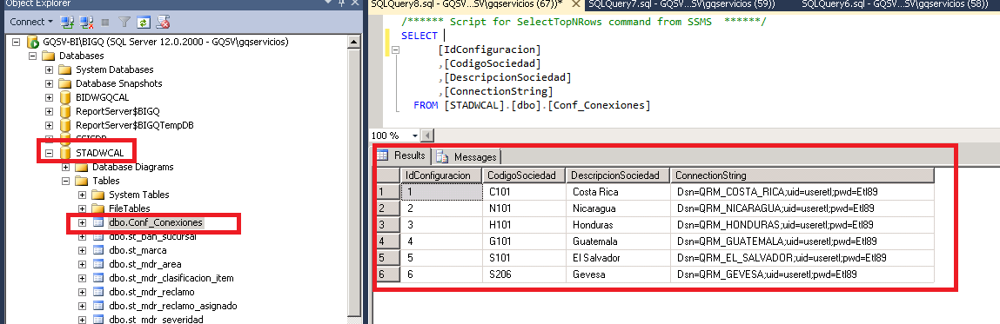 Object Explorer
Connect
GQSV-BI\BIGQ (SQL Server 12.0.2000 - GQSV\gqservicios)
Databases
System Databases
Database Snapshots
BIDWGQCAL
ReportServer$BIGQ
ReportServer$BIGQTempDB
SSISDB
STADWCAL
Database Diagrams
Tables
System Tables
FileTables
dbo.Conf_Conexiones
dbo.st_ban_sucursal
dbo.st_marca
dbo.st_mdr_area
dbo.st_mdr_clasificacion_item
dbo.st_mdr_reclamo
dbo.st_mdr_reclamo_asignado
dbo.st_mdr_severidad
SQLQuery8.sql - GQ...SV\gqservicios (67))* SQLQuery7.sql - GQSV-...SV\gqservicios (59)) SQLQuery6.sql - GQSV-...SV\gqservicios (58))
/****** Script for SelectTopNRows command from SSMS ******/
SELECT
[IdConfiguracion]
,[CodigoSociedad]
,[DescripcionSociedad]
,[ConnectionString]
FROM [STADWCAL].[dbo].[Conf_Conexiones]
100 %
Results Messages
IdConfiguracion CodigoSociedad DescripcionSociedad ConnectionString
1 1 C101 Costa Rica Dsn=QRM_COSTA_RICA;uid=useretl;pwd=Etl89
2 2 N101 Nicaragua Dsn=QRM_NICARAGUA;uid=useretl;pwd=Etl89
3 3 H101 Honduras Dsn=QRM_HONDURAS;uid=useretl;pwd=Etl89
4 4 G101 Guatemala Dsn=QRM_GUATEMALA;uid=useretl;pwd=Etl89
5 5 S101 El Salvador Dsn=QRM_EL_SALVADOR;uid=useretl;pwd=Etl89
6 6 S206 Gevesa Dsn=QRM_GEVESA;uid=useretl;pwd=Etl89